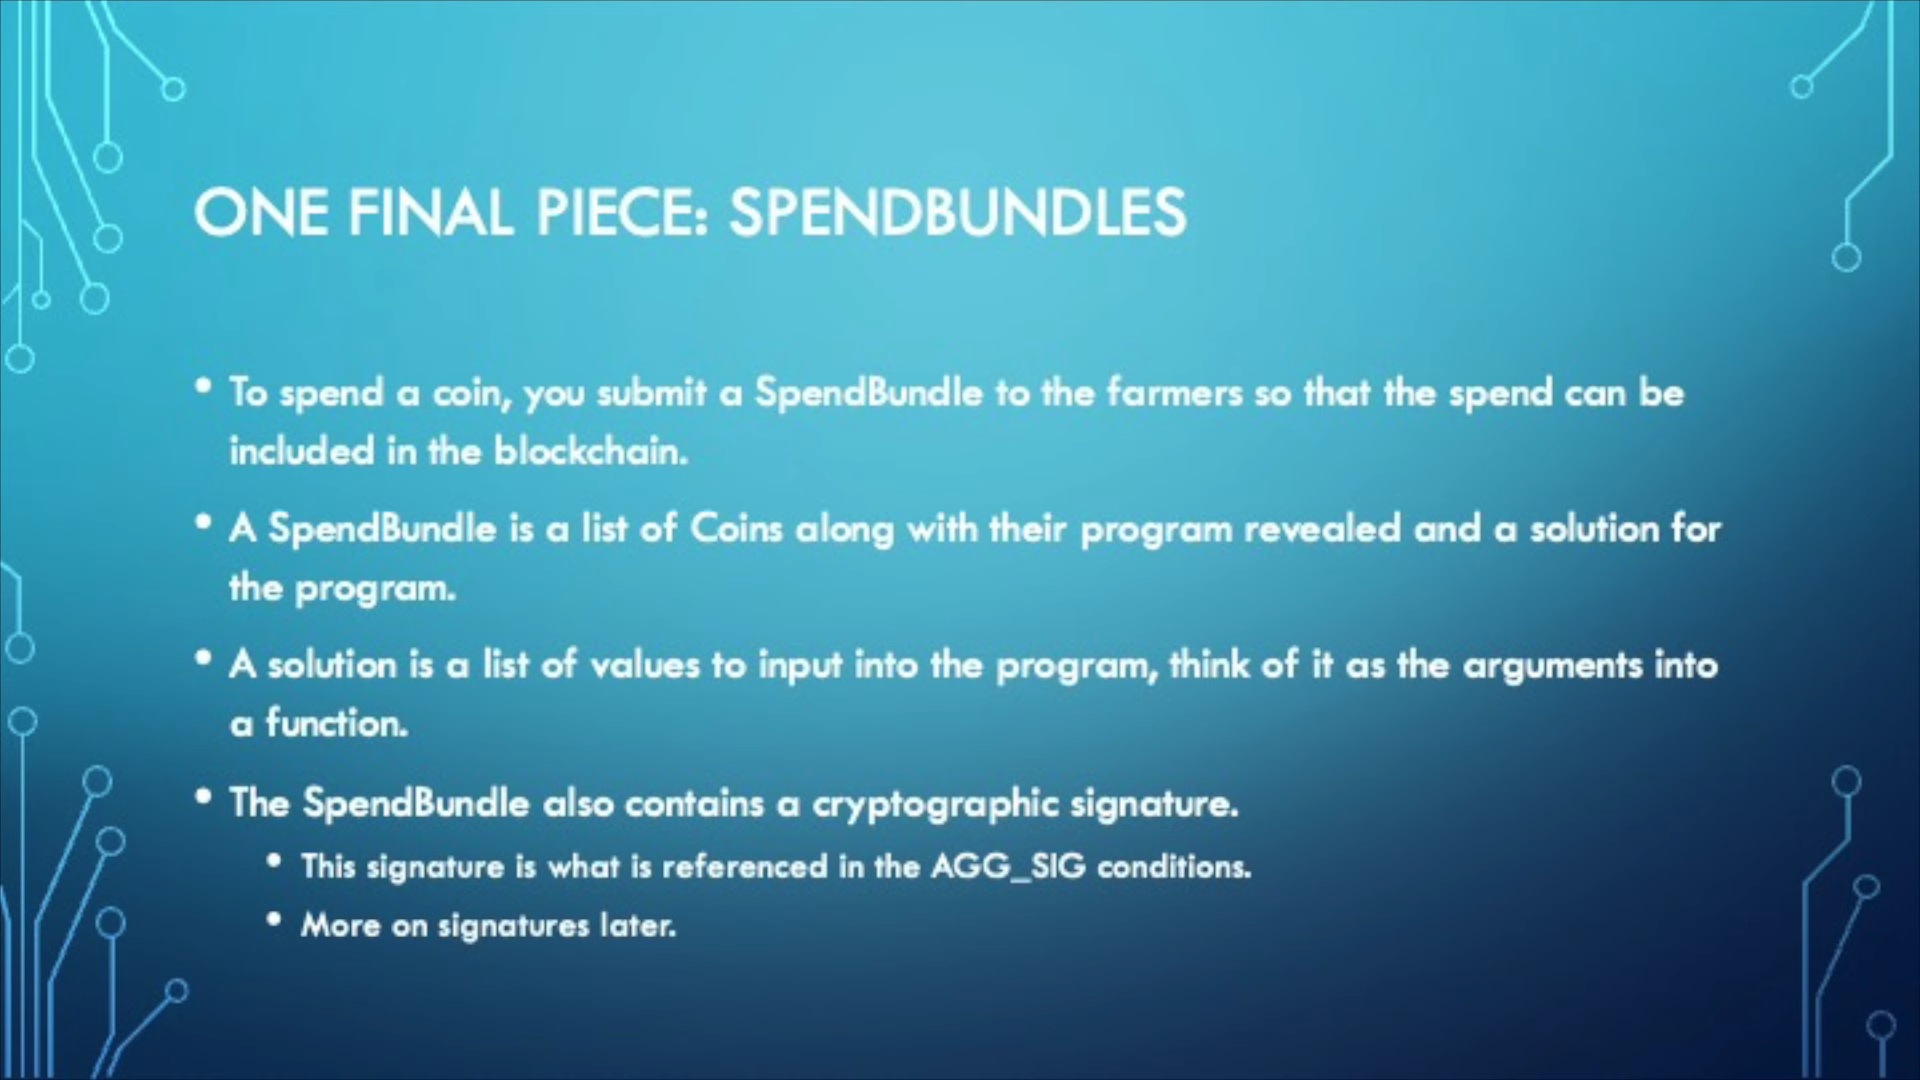 ONE FINAL PIECE: SPENDBUNDLES
• To spend a coin, you submit a SpendBundle to the farmers so that the spend can be
included in the blockchain.
• A SpendBundle is a list of Coins along with their program revealed and a solution for
the program.
• A solution is a list of values to input into the program, think of it as the arguments into
a function.
• The SpendBundle also contains a cryptographic signature.
• This signature is what is referenced in the AGG_SIG conditions.
• More on signatures later.